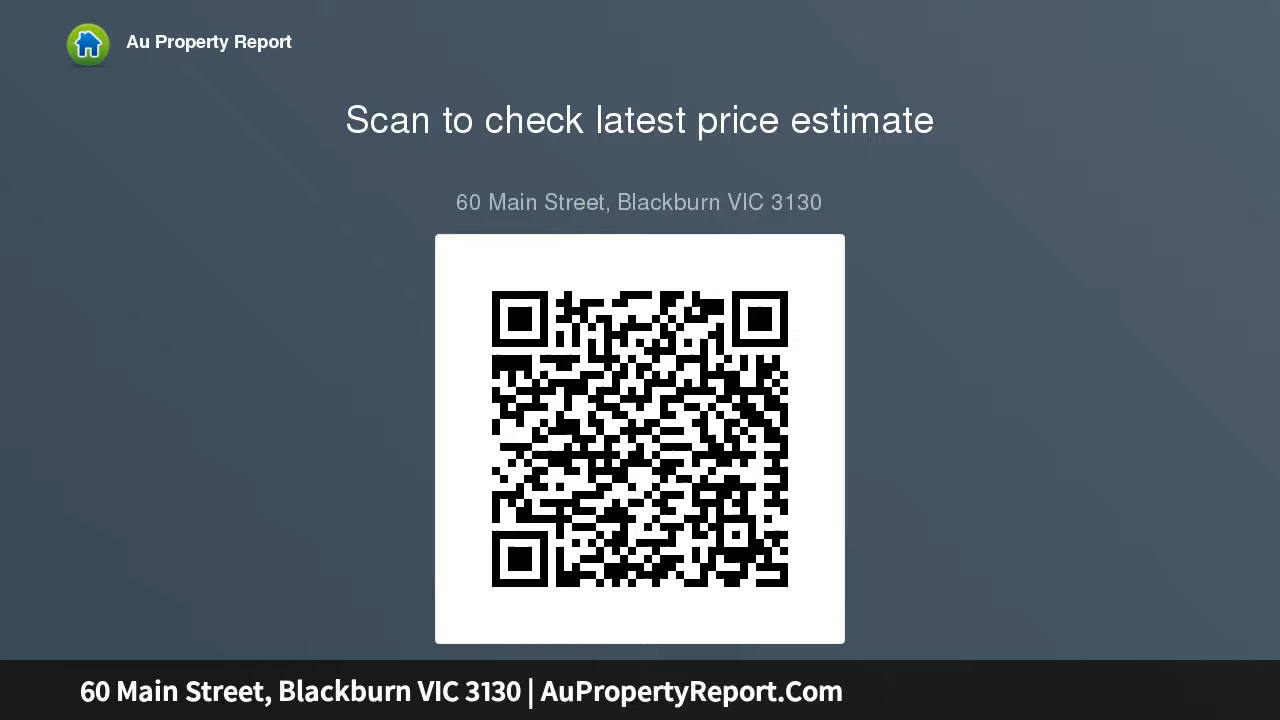 Au Property Report
Scan to check latest price estimate
60 Main Street, Blackburn VIC 3130
60 Main Street, Blackburn VIC 3130 | AuPropertyReport.Com